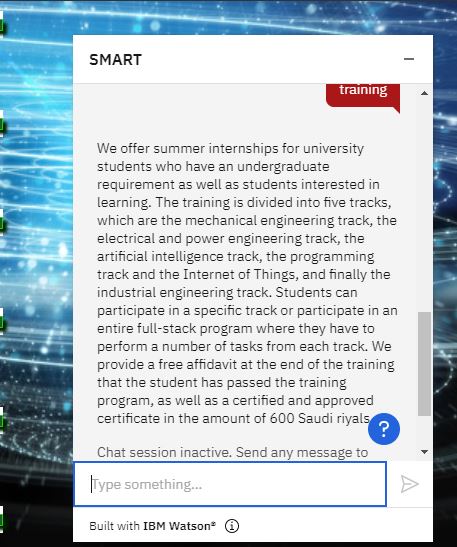 SMART
training
We offer summer internships for university
students who have an undergraduate
requirement as well as students interested in
learning. The training is divided into five tracks,
which are the mechanical engineering track, the
electrical and power engineering track, the
artificial intelligence track, the programming
track and the Internet of Things, and finally the
industrial engineering track. Students can
participate in a specific track or participate in an
entire full-stack program where they have to
perform a number of tasks from each track. We
provide a free affidavit at the end of the training
that the student has passed the training
program, as well as a certified and approved
certificate in the amount of 600 Saudi riyals.
?
Chat session inactive. Send any message to
Type something...
Built with IBM Watson®